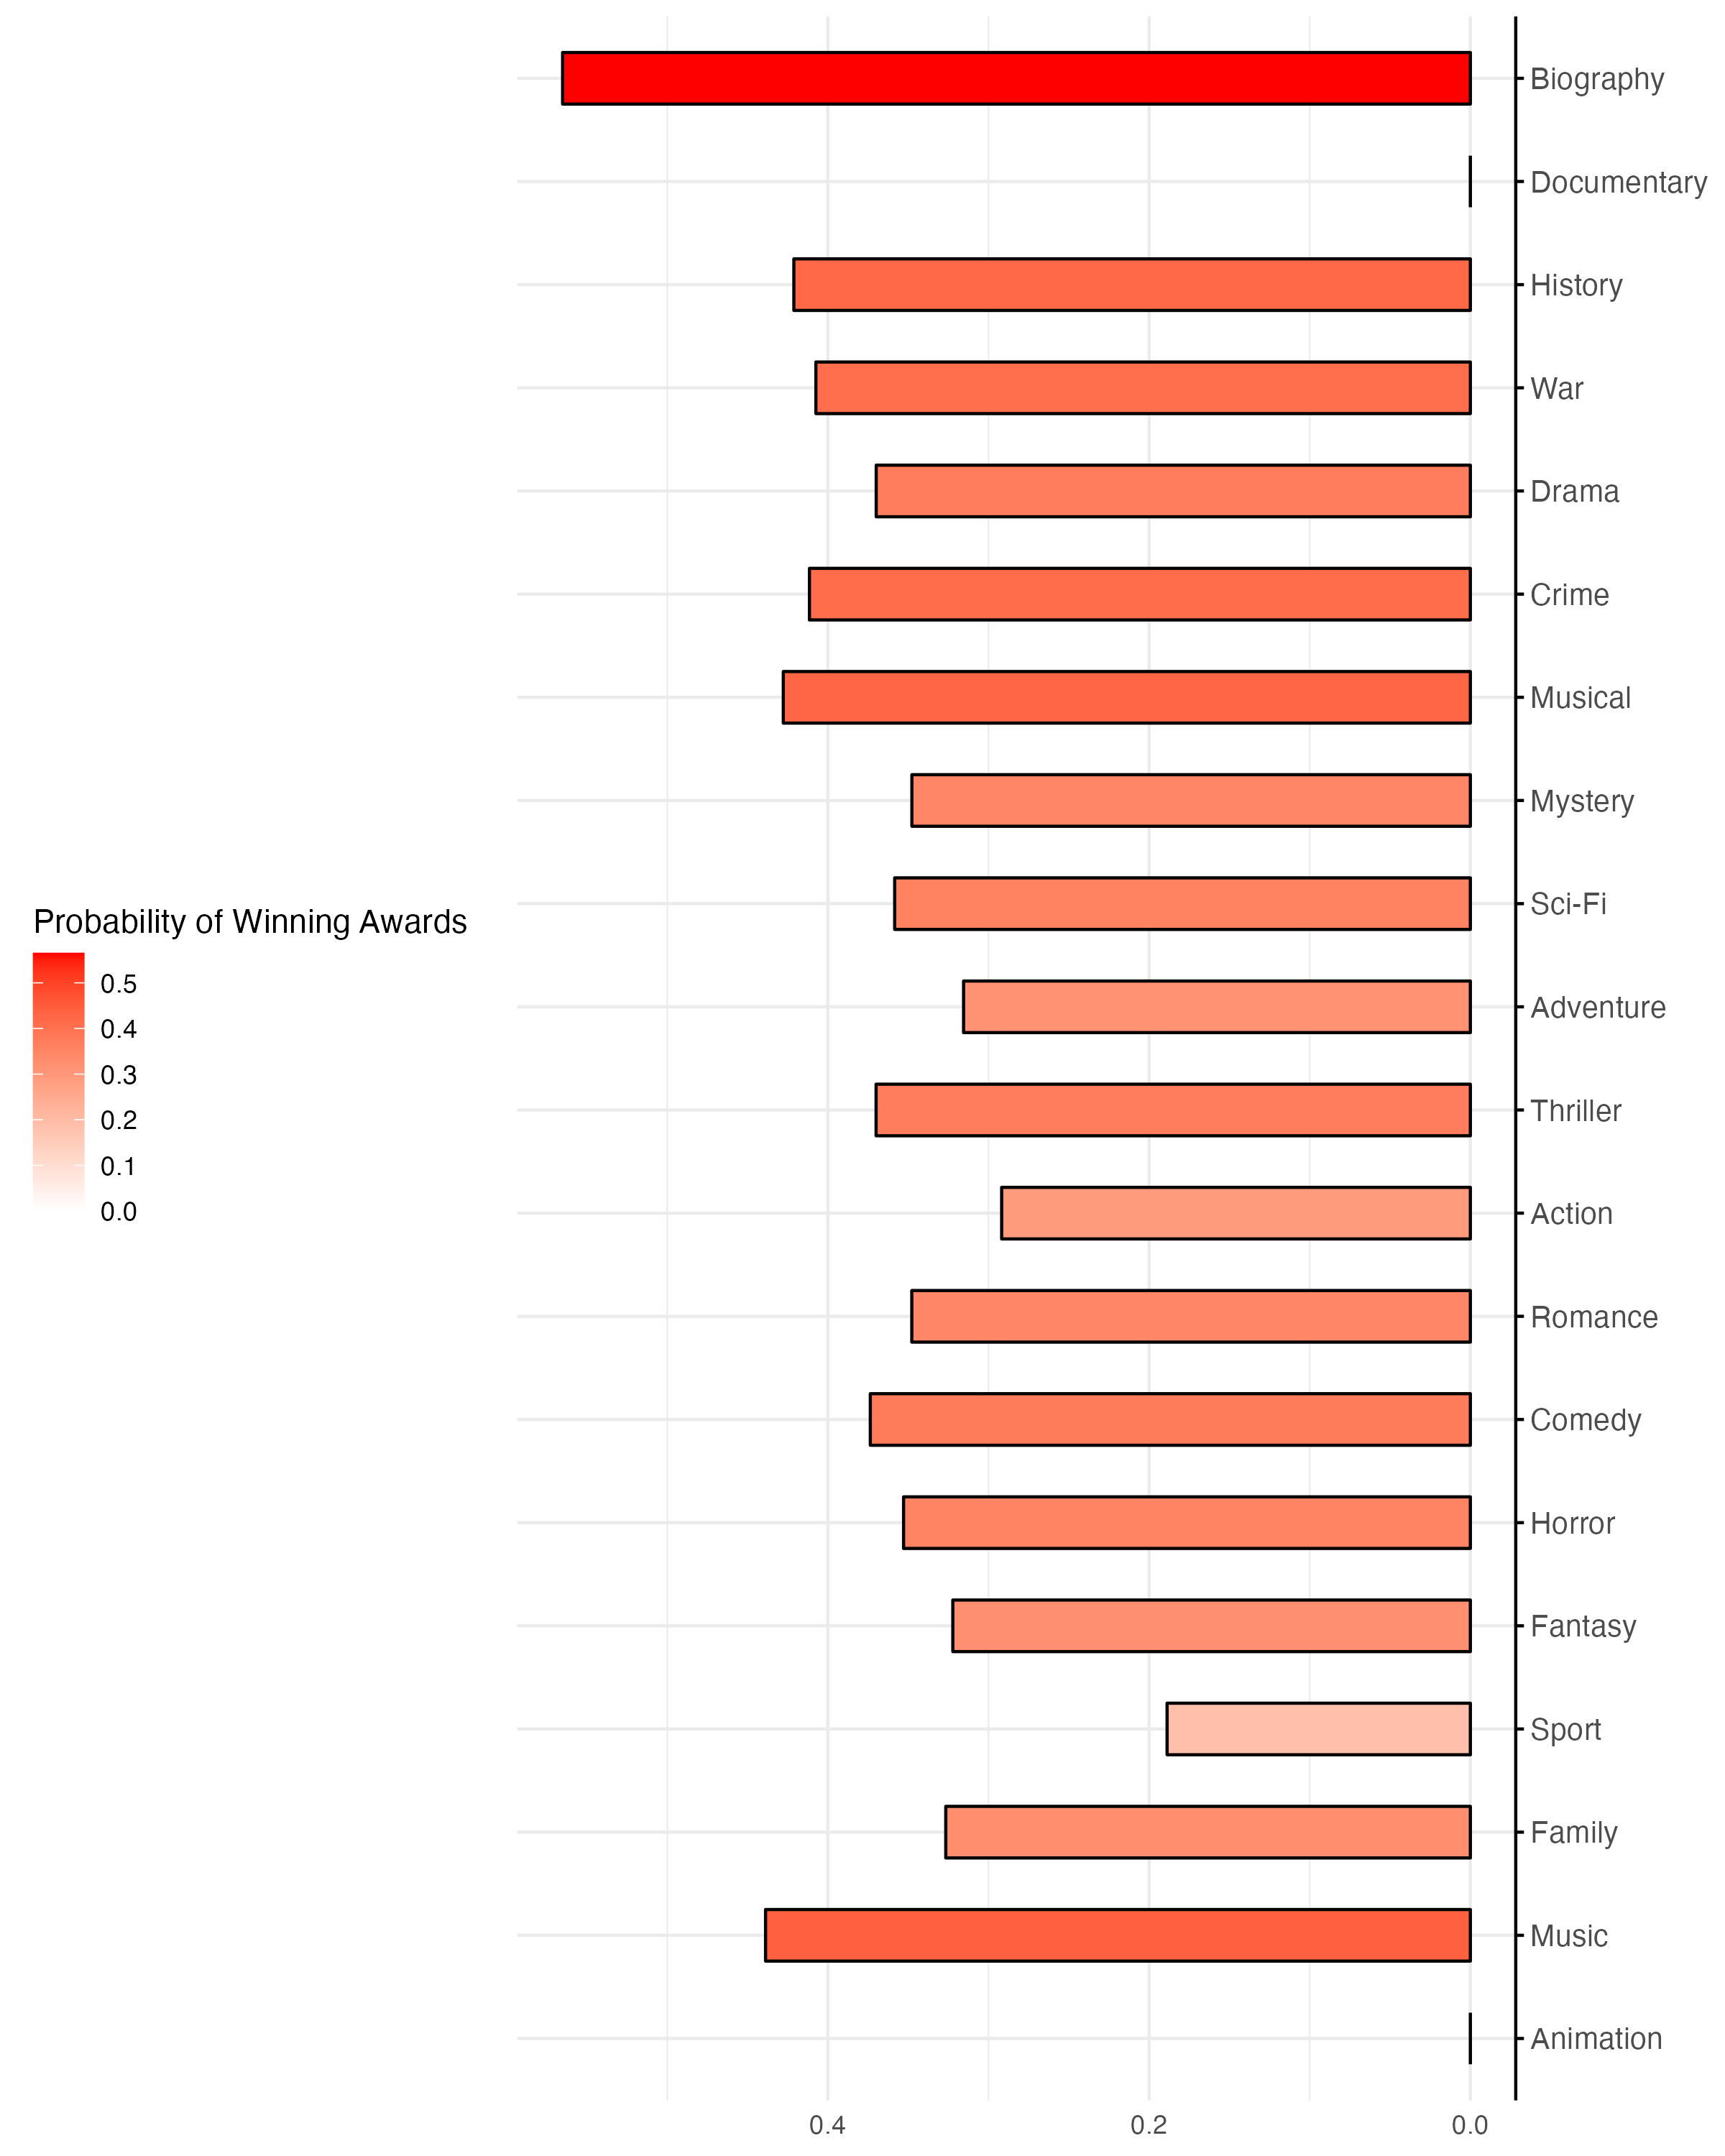 Biography
Documentary
History
War
Drama
Crime
Musical
Mystery
Sci-Fi
Adventure
Thriller
Action
Romance
Comedy
Horror
Fantasy
Sport
Family
Music
Animation
Probability of Winning Awards
0.5
0.4
0.3
0.2
0.1
0.0
0.4 0.2 0.0